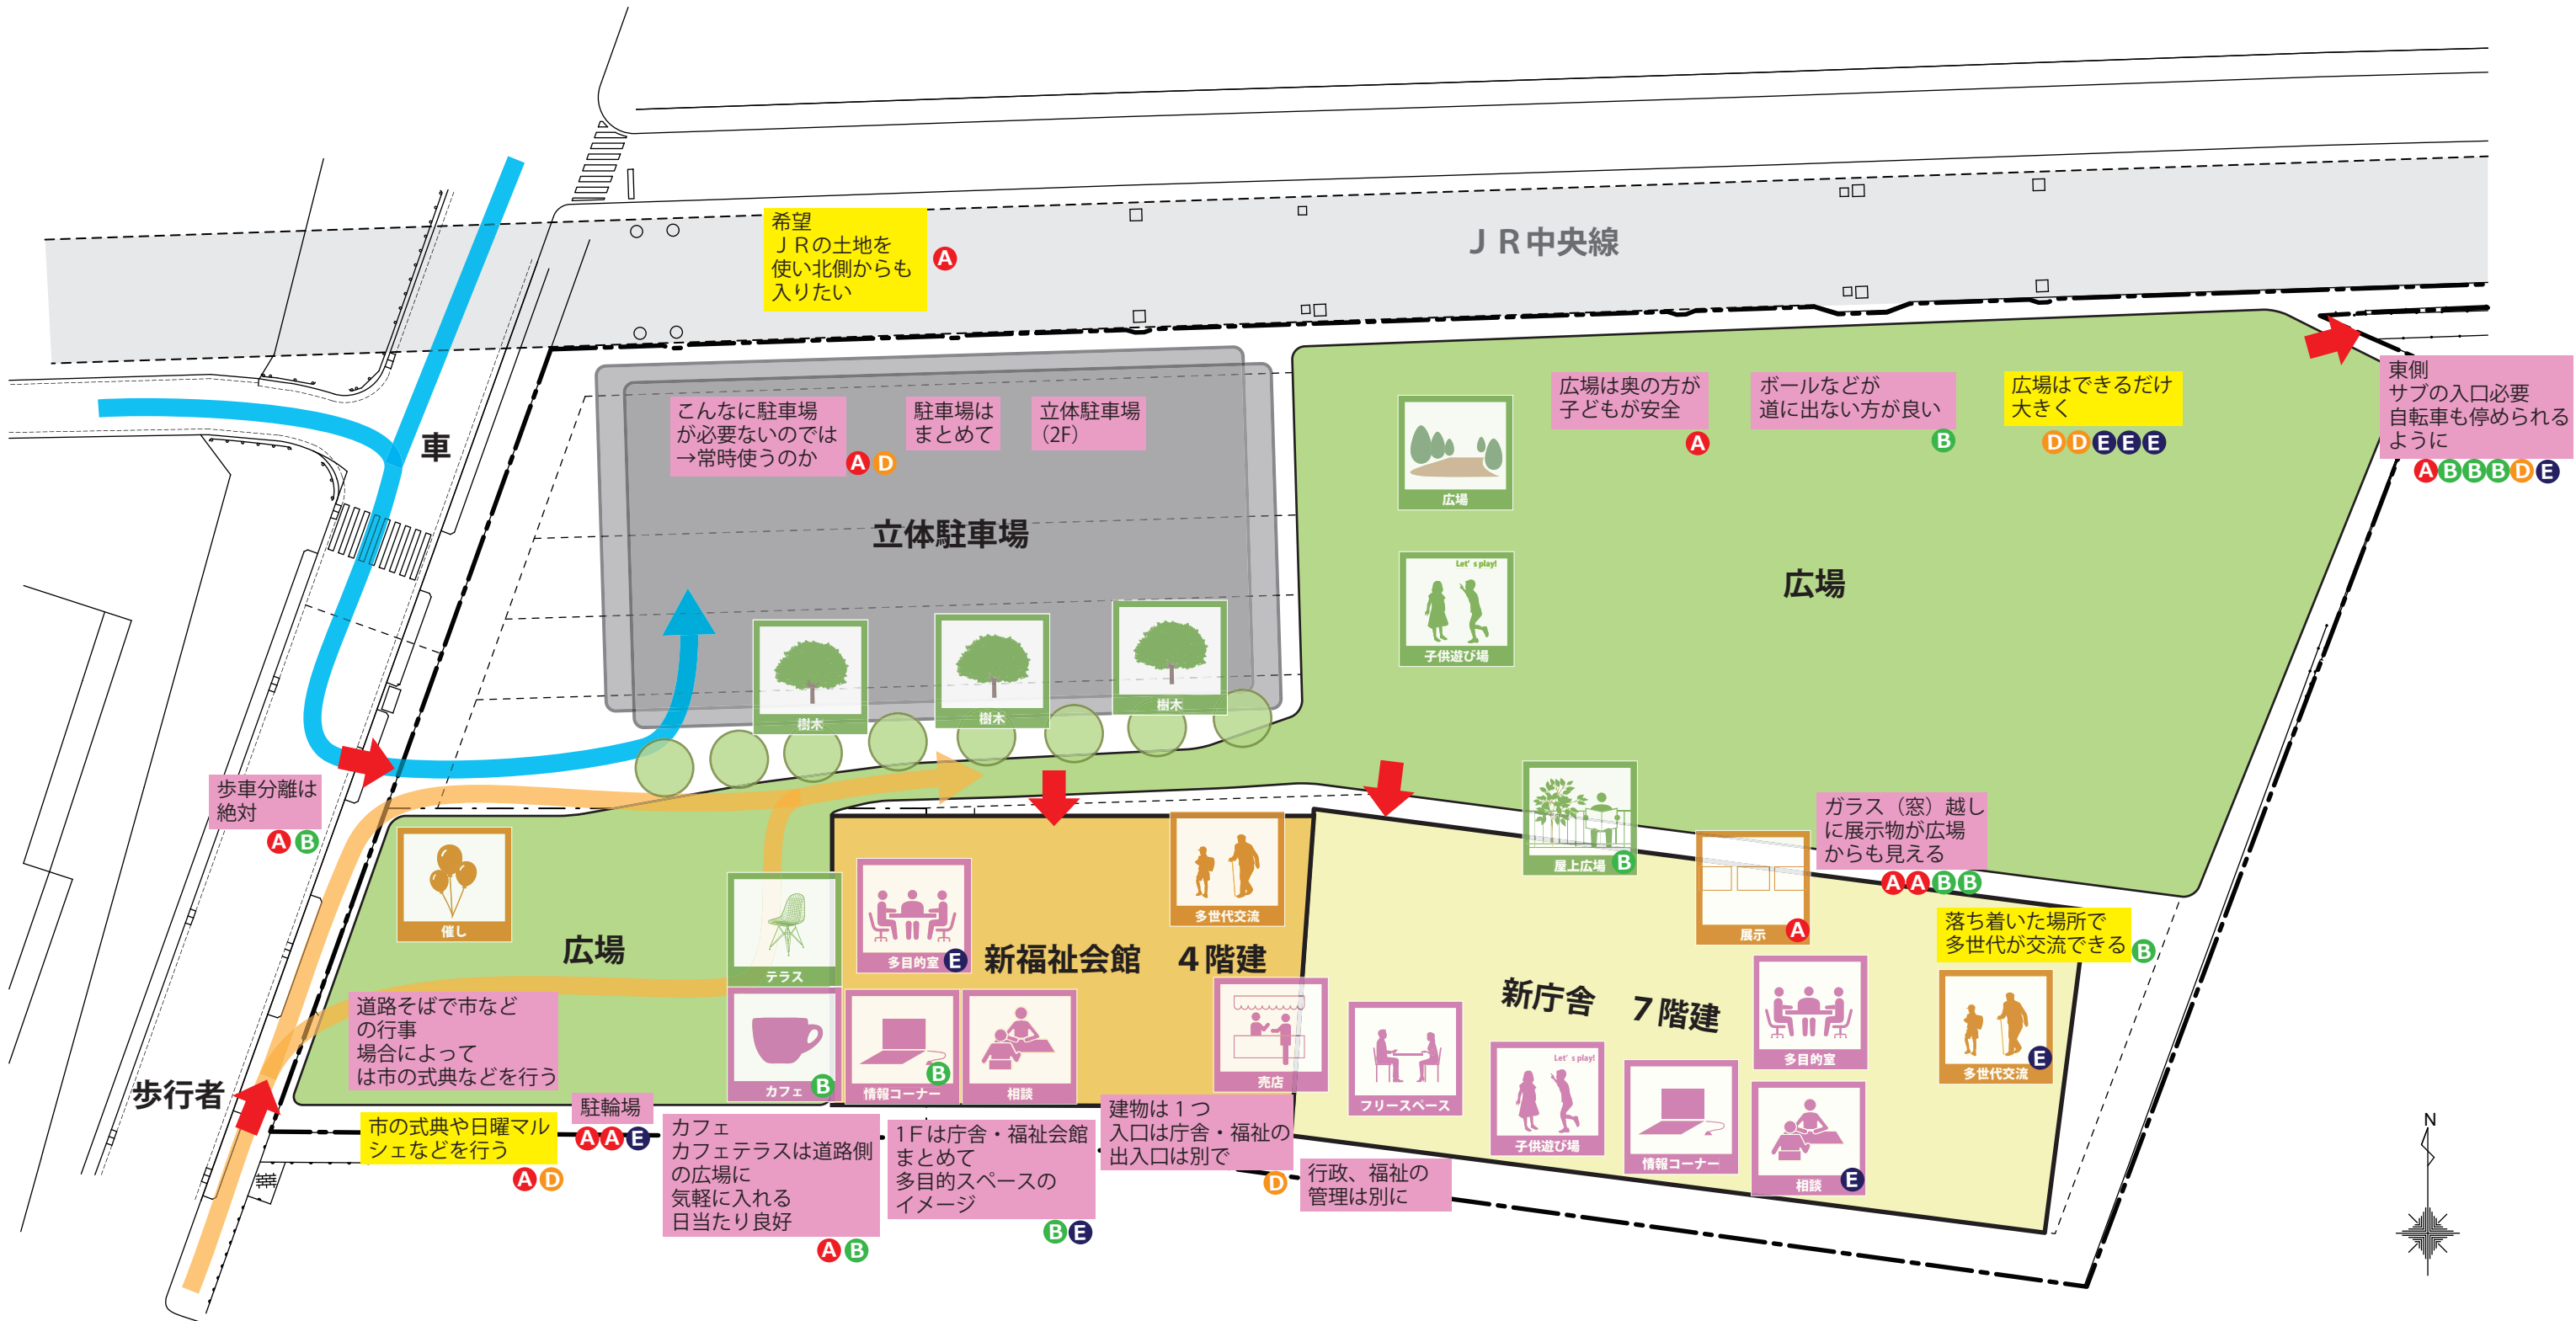 希望
ＪＲの土地を
使い北側からも
入りたい
A
ＪＲ中央線
車
こんなに駐車場
が必要ないのでは
→常時使うのか
A D
駐車場は
まとめて
立体駐車場
（2F）
立体駐車場
樹木
樹木
樹木
広場
Let's play!
子供遊び場
広場は奥の方が
子どもが安全
A
ボールなどが
道に出ない方が良い
B
広場はできるだけ
大きく
D D E E E
広場
東側
サブの入口必要
自転車も停められる
ように
A B B B D E
歩車分離は
絶対
A B
催し
広場
テラス
カフェ B
多目的室 E
情報コーナー B
相談
多世代交流
新福祉会館　４階建
売店
屋上広場 B
展示 A
ガラス（窓）越し
に展示物が広場
からも見える
A A B B
落ち着いた場所で
多世代が交流できる
B
新庁舎　７階建
フリースペース
Let's play!
子供遊び場
情報コーナー
多目的室
相談 E
多世代交流 E
歩行者
道路そばで市など
の行事
場合によって
は市の式典などを行う
市の式典や日曜マル
シェなどを行う
A D
駐輪場
A A E
カフェ
カフェテラスは道路側
の広場に
気軽に入れる
日当たり良好
A B
1Ｆは庁舎・福祉会館
まとめて
多目的スペースの
イメージ
B E
建物は１つ
入口は庁舎・福祉の
出入口は別で
D
行政、福祉の
管理は別に
N